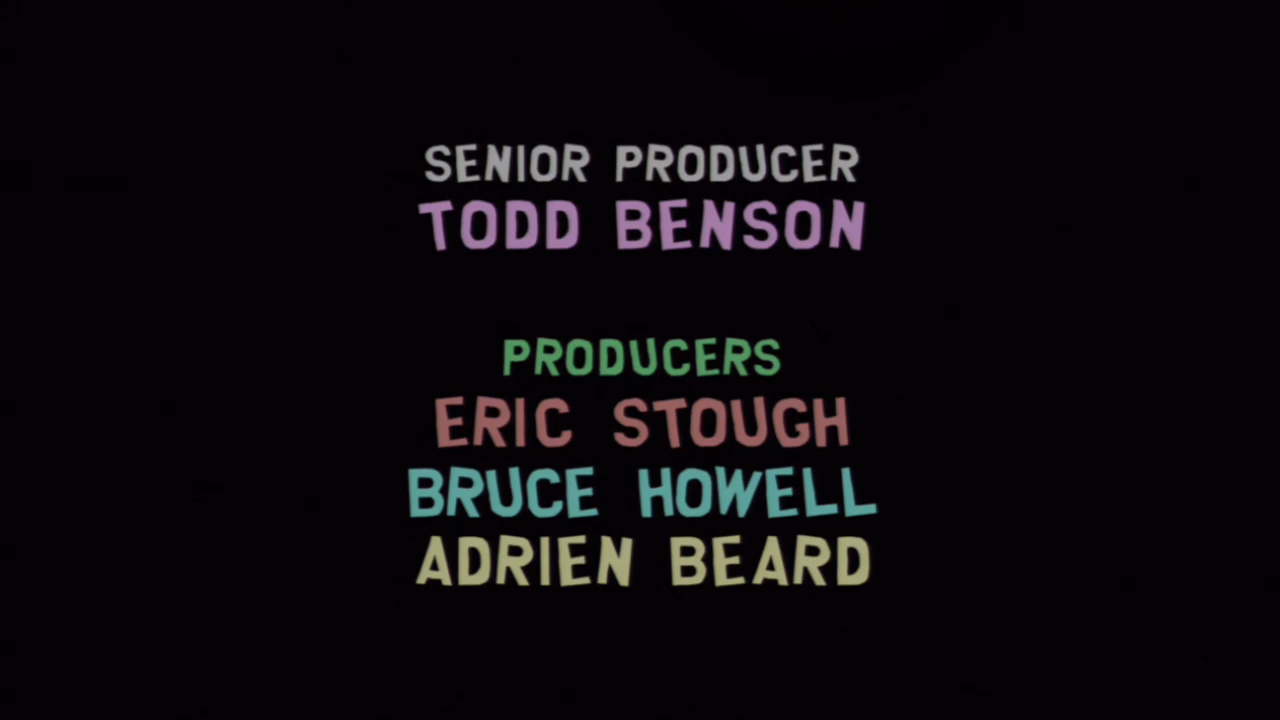 SENIOR PRODUCER
TODD BENSON
PRODUCERS
ERIC STOUGH
BRUCE HOWELL
ADRIEN BEARD